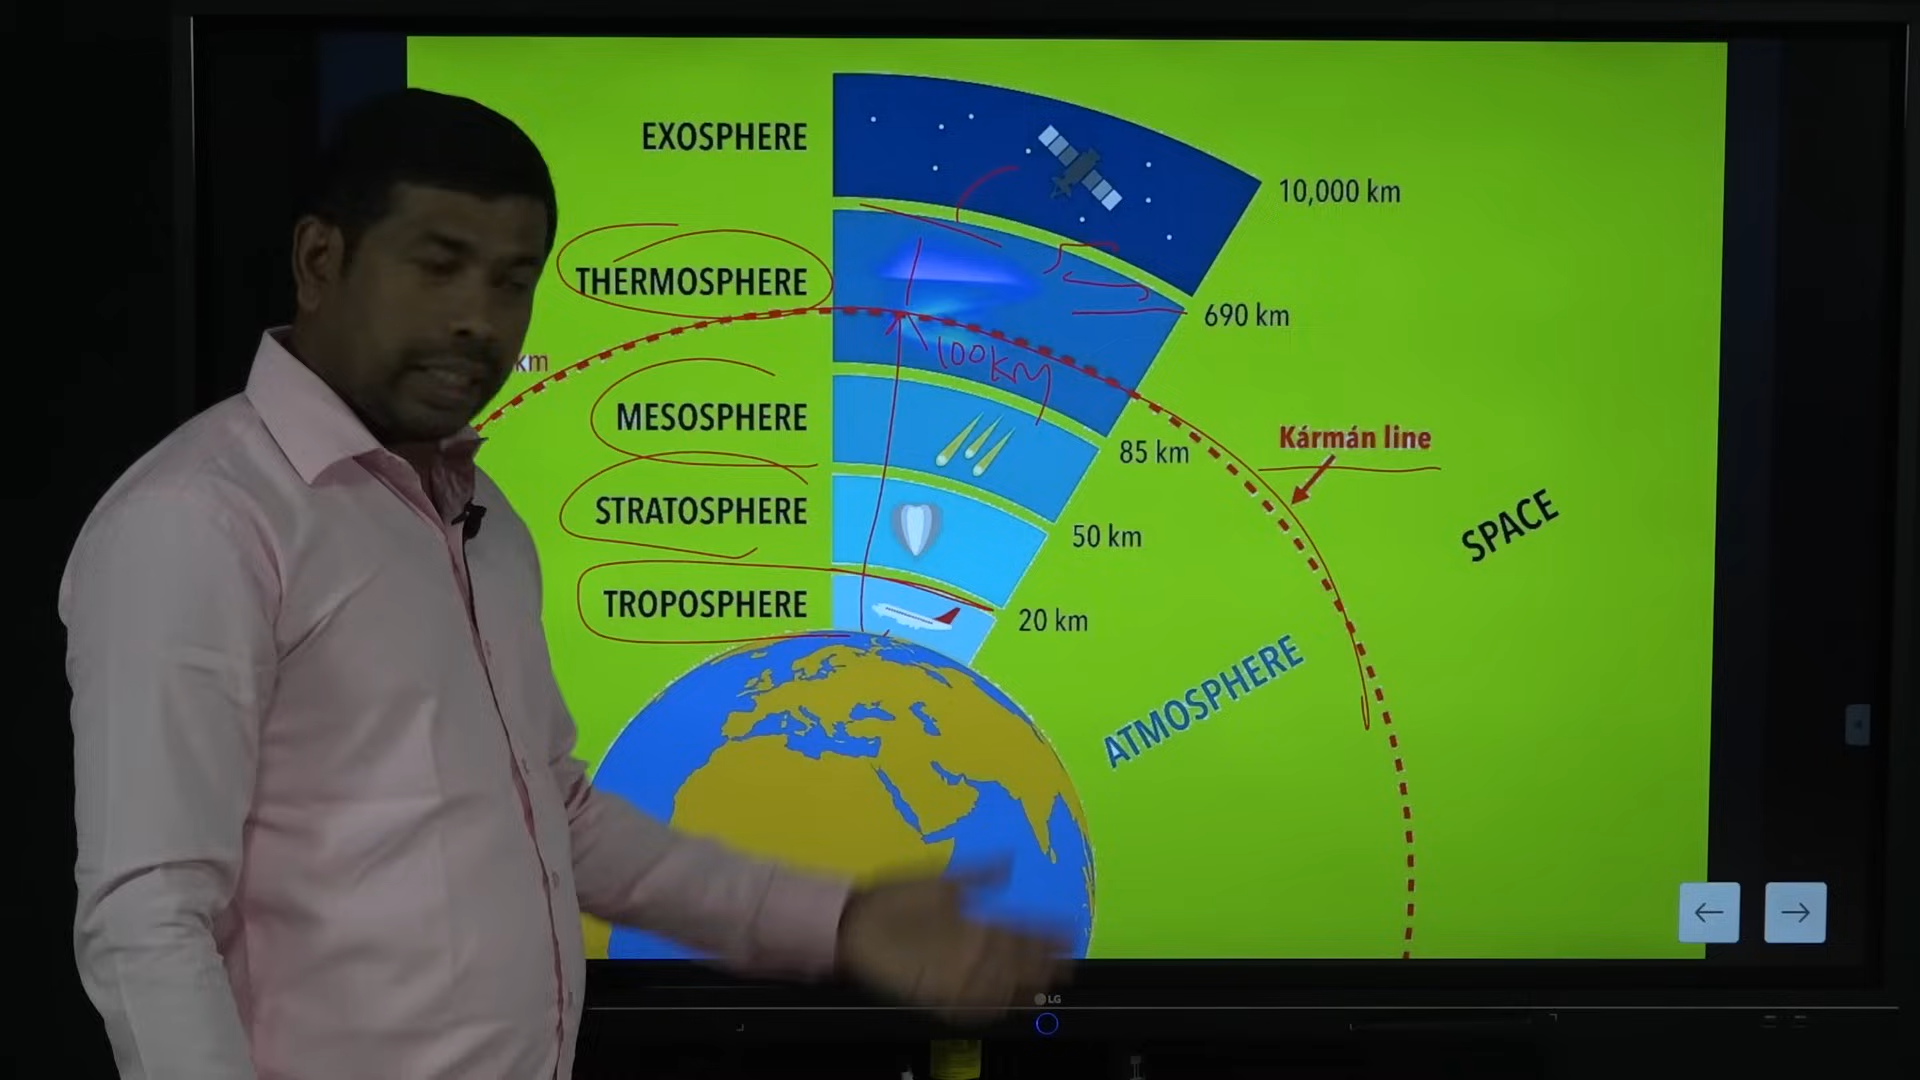 EXOSPHERE
10,000 km
THERMOSPHERE
690 km
km
100KM
MESOSPHERE
85 km
Kármán line
STRATOSPHERE
50 km
SPACE
TROPOSPHERE
20 km
ATMOSPHERE
LG